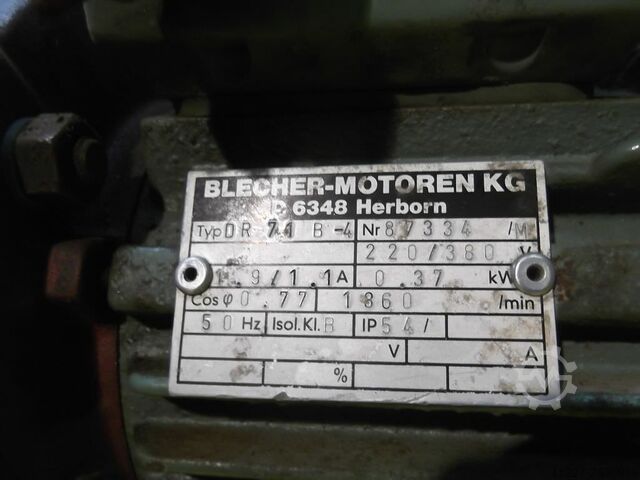 BLECHER-MOTOREN KG
D 6348 Herborn
Typ DR 71 B-4 Nr 87334 /M
220/380 V
1.9/1.1 A 0.37 kW
Cos φ 0.77 1360 /min
50 Hz Isol.Kl. B IP 54/
V A
%